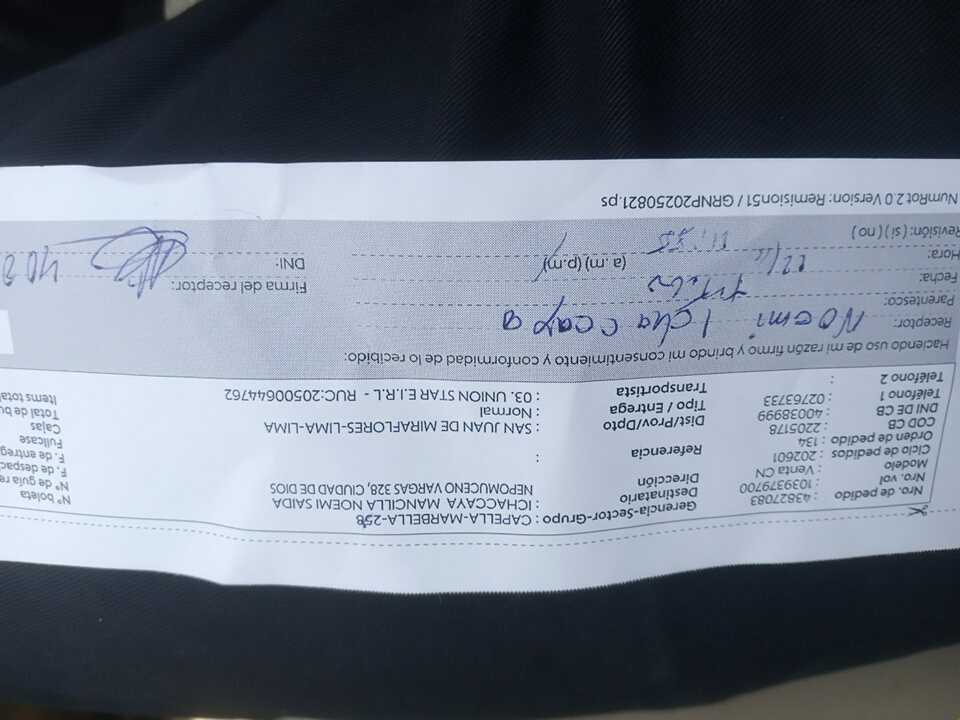 Nro. de pedido : 43827083
Nro. vol. : 1039379700
Modelo : Venta CN
Ciclo de pedidos : 202601
Orden de pedido : 134
COD CB : 2205178
DNI DE CB : 40038999
Teléfono 1 : 02763733
Teléfono 2 :
Gerencia-Sector-Grupo : CAPELLA-MARBELLA-258
Destinatario : ICHACCAYA MANCILLA NOEMI SAIDA
Dirección NEPOMUCENO VARGAS, 328, CIUDAD DE DIOS
Referencia :
Dist/Prov/Dpto : SAN JUAN DE MIRAFLORES-LIMA-LIMA
Tipo / Entrega : Normal
Transportista : 03. UNION STAR E.I.R.L - RUC:20500644762
Nº boleta
Nº de guía re
F. de despac
F. de entreg
Fullcase
Cajas
Total de bu
Items total
Haciendo uso de mi razón firmo y brindo mi consentimiento y conformidad de lo recibido:
Receptor: Noemi Ichaccaya
Parentesco: Titular
Fecha:
Hora: (a. m) (p.m)
Revisión: ( si ) ( no )
Firma del receptor:
DNI:
NumRot 2.0 Version: Remision51 / GRNP20250821.ps